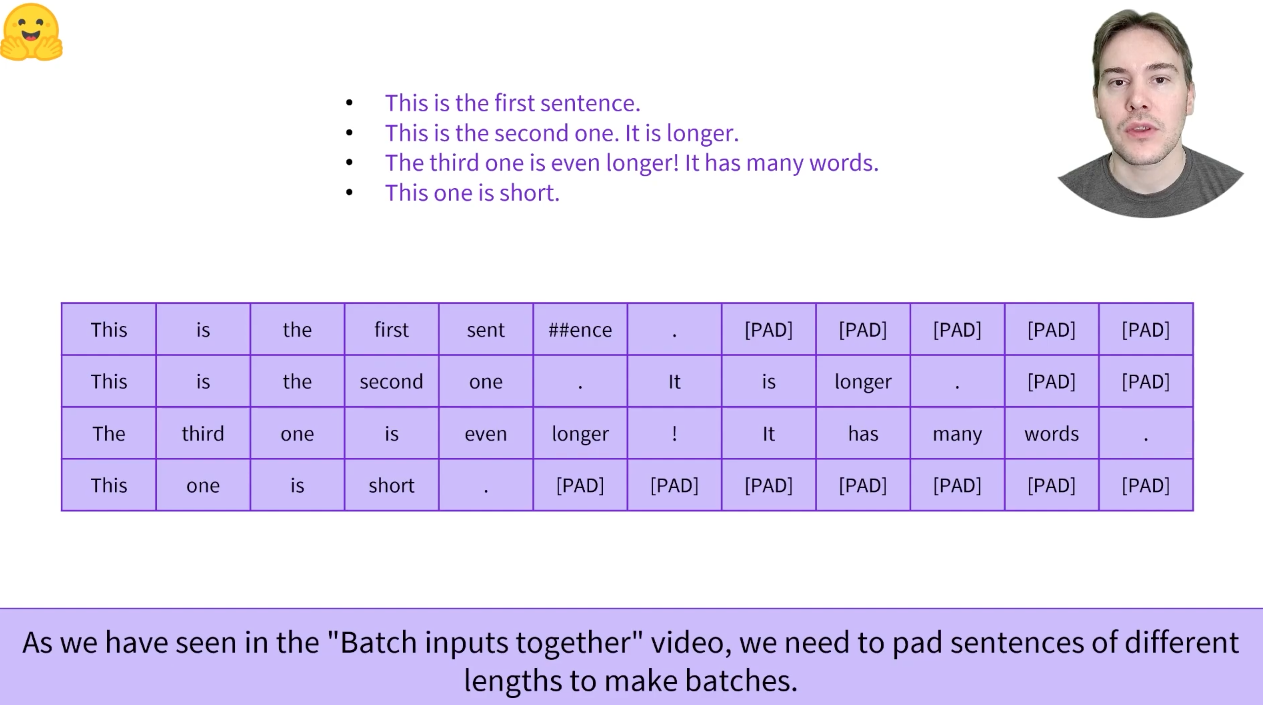 This is the first sentence.
This is the second one. It is longer.
The third one is even longer! It has many words.
This one is short.
This is the first sent ##ence . [PAD] [PAD] [PAD] [PAD] [PAD]
This is the second one . It is longer . [PAD] [PAD]
The third one is even longer ! It has many words .
This one is short . [PAD] [PAD] [PAD] [PAD] [PAD] [PAD] [PAD]
As we have seen in the "Batch inputs together" video, we need to pad sentences of different
lengths to make batches.